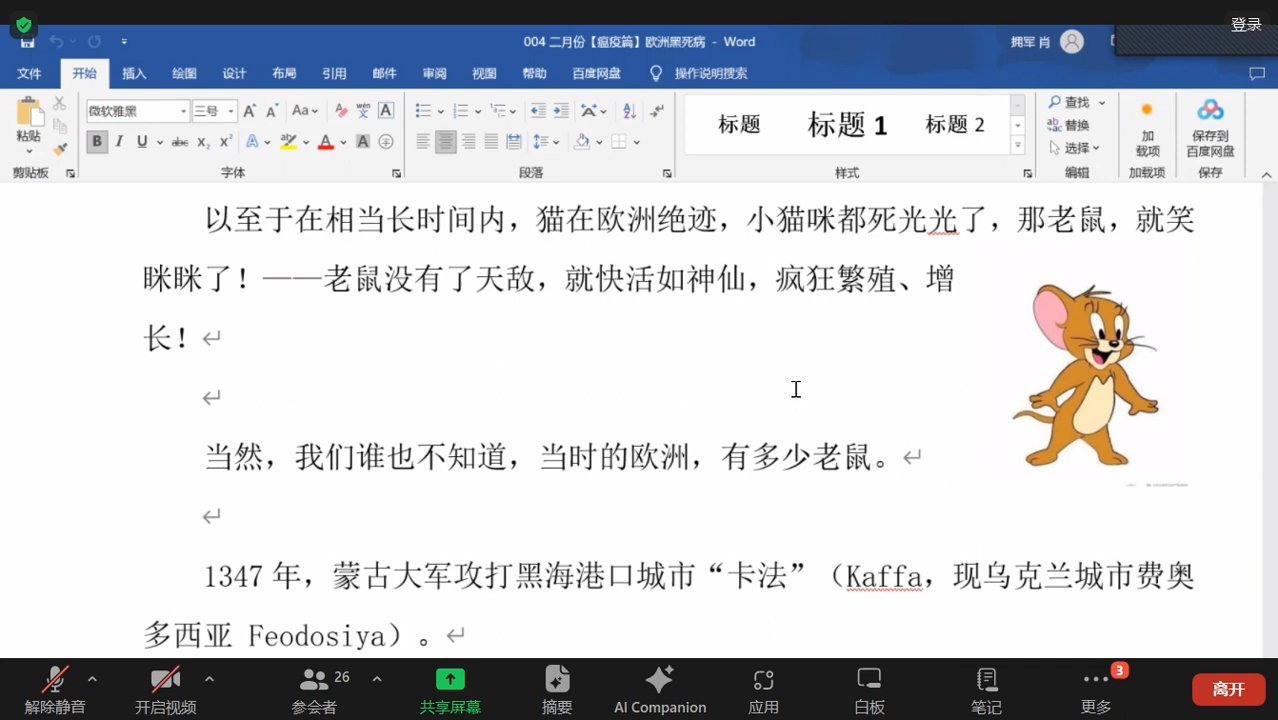 登录
004 二月份【瘟疫篇】欧洲黑死病 - Word
拥军 肖
文件 开始 插入 绘图 设计 布局 引用 邮件 审阅 视图 帮助 百度网盘 操作说明搜索
粘贴
剪贴板
微软雅黑 三号
字体
段落
标题 标题 1 标题 2
样式
查找
替换
选择
编辑
加
载项
加载项
保存到
百度网盘
保存
以至于在相当长时间内，猫在欧洲绝迹，小猫咪都死光光了，那老鼠，就笑
眯眯了！——老鼠没有了天敌，就快活如神仙，疯狂繁殖、增
长！
当然，我们谁也不知道，当时的欧洲，有多少老鼠。
1347 年，蒙古大军攻打黑海港口城市“卡法”（Kaffa，现乌克兰城市费奥
多西亚 Feodosiya）。
解除静音 开启视频 参会者 26 共享屏幕 摘要 AI Companion 应用 白板 笔记 更多 3 离开